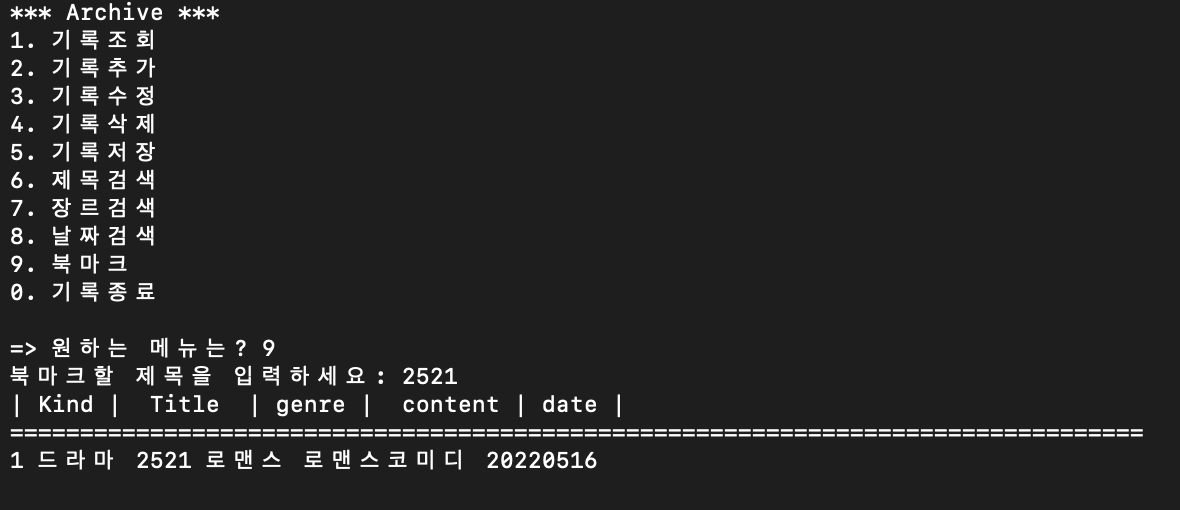 *** Archive ***
1. 기록조회
2. 기록추가
3. 기록수정
4. 기록삭제
5. 기록저장
6. 제목검색
7. 장르검색
8. 날짜검색
9. 북마크
0. 기록종료
=> 원하는 메뉴는? 9
북마크할 제목을 입력하세요: 2521
| Kind |  Title  | genre |  content | date |
=================================================================================
1 드라마 2521 로맨스 로맨스코미디 20220516